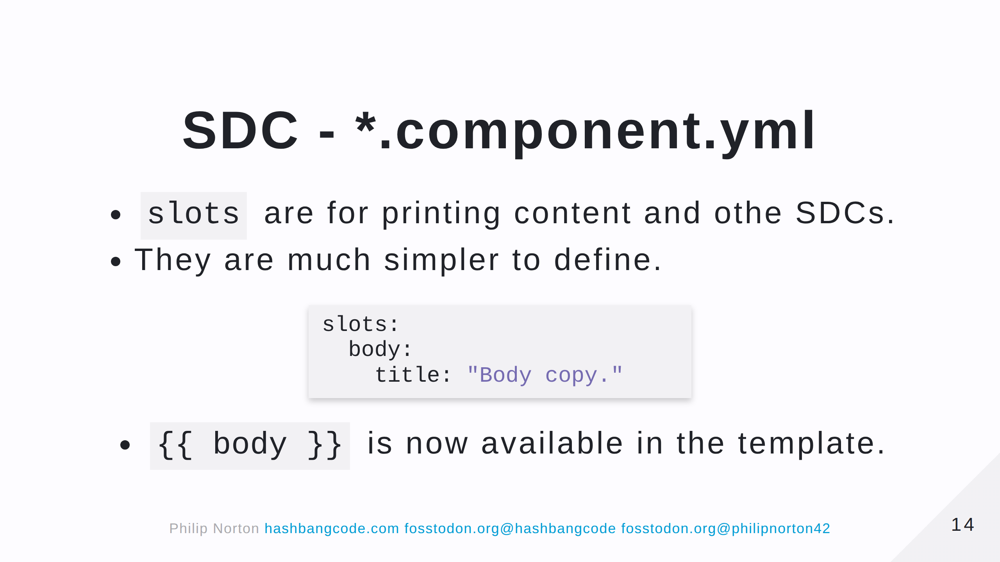 SDC - *.component.yml
• slots are for printing content and othe SDCs.
• They are much simpler to define.
slots:
  body:
    title: "Body copy."
• {{ body }} is now available in the template.
Philip Norton hashbangcode.com fosstodon.org@hashbangcode fosstodon.org@philipnorton42
14